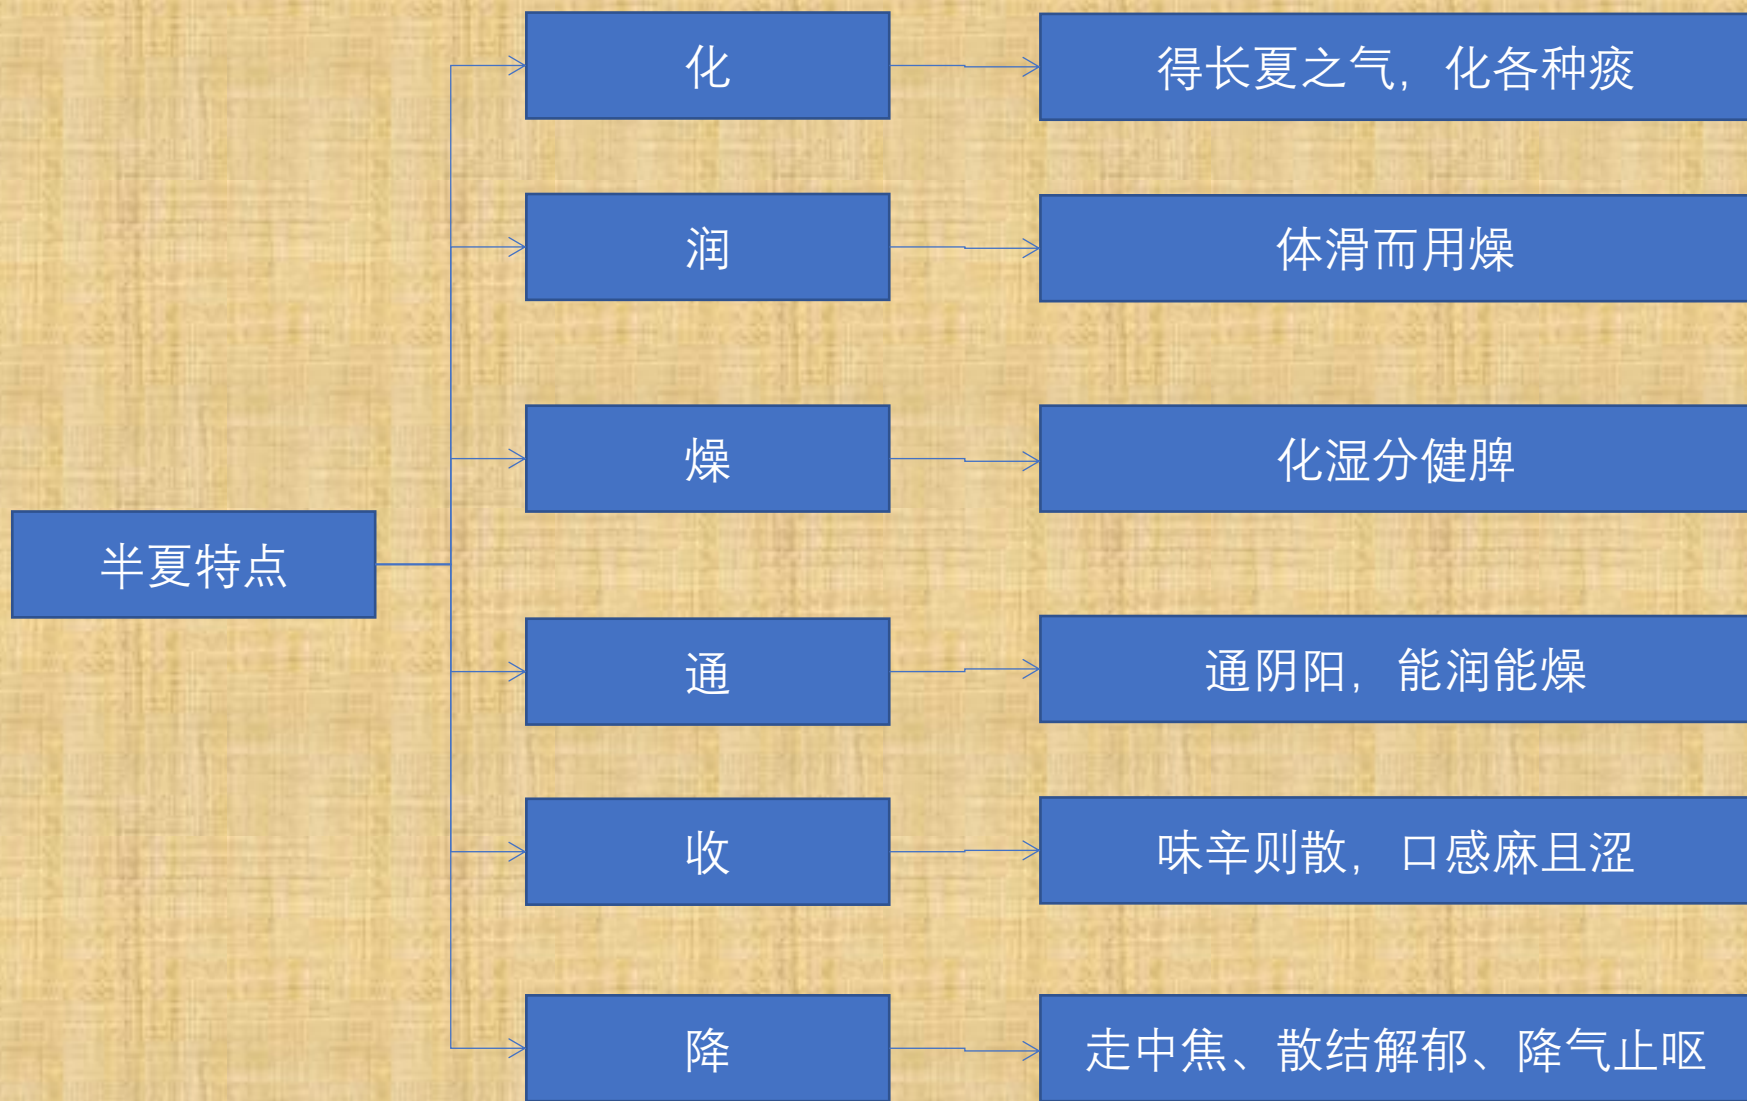 化
得长夏之气，化各种痰
润
体滑而用燥
燥
化湿分健脾
半夏特点
通
通阴阳，能润能燥
收
味辛则散，口感麻且涩
降
走中焦、散结解郁、降气止呕